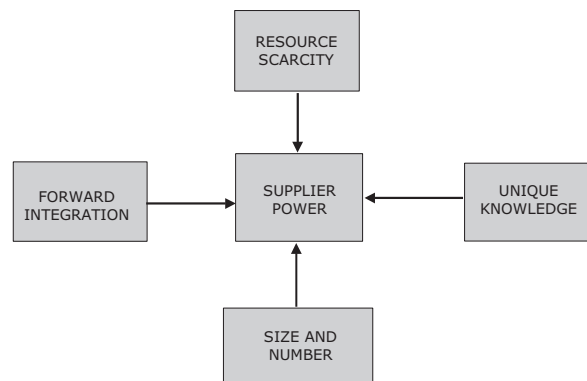 RESOURCE
SCARCITY
FORWARD
INTEGRATION
SUPPLIER
POWER
UNIQUE
KNOWLEDGE
SIZE AND
NUMBER